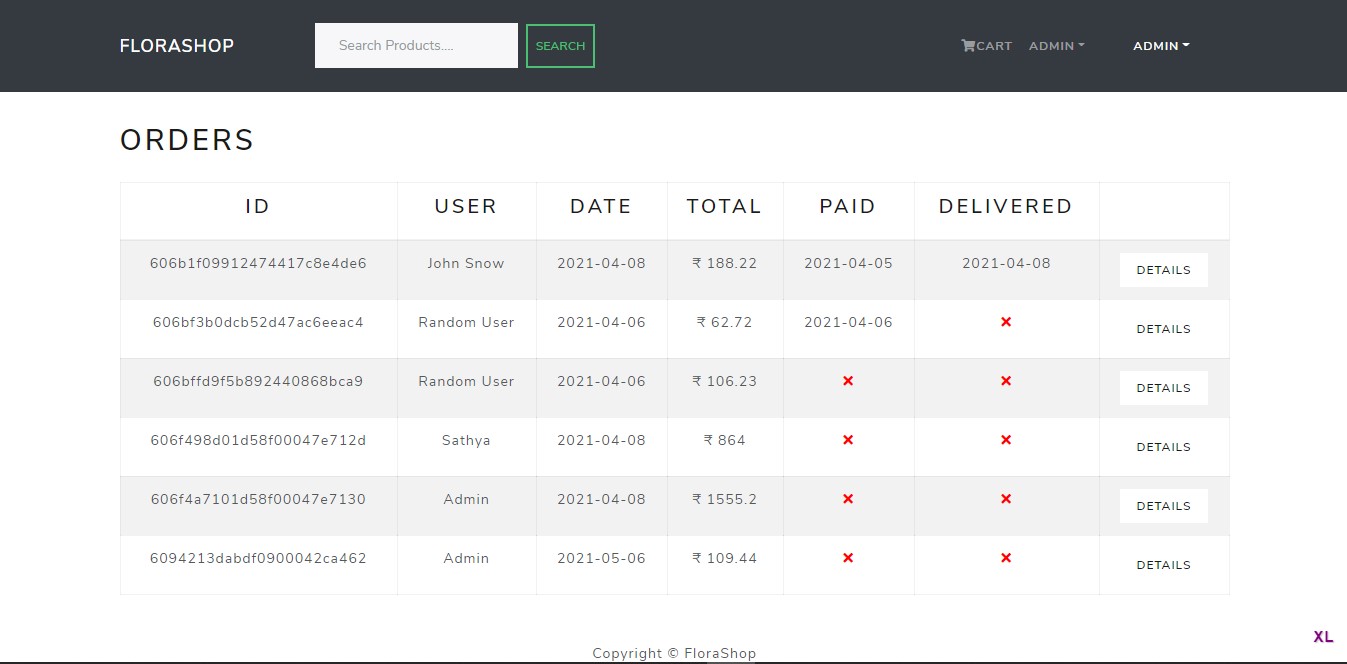 FLORASHOP Search Products.... SEARCH CART ADMIN ADMIN
ORDERS
ID USER DATE TOTAL PAID DELIVERED
606b1f09912474417c8e4de6 John Snow 2021-04-08 ₹ 188.22 2021-04-05 2021-04-08 DETAILS
606bf3b0dcb52d47ac6eeac4 Random User 2021-04-06 ₹ 62.72 2021-04-06 DETAILS
606bffd9f5b892440868bca9 Random User 2021-04-06 ₹ 106.23 DETAILS
606f498d01d58f00047e712d Sathya 2021-04-08 ₹ 864 DETAILS
606f4a7101d58f00047e7130 Admin 2021-04-08 ₹ 1555.2 DETAILS
6094213dabdf0900042ca462 Admin 2021-05-06 ₹ 109.44 DETAILS
XL
Copyright © FloraShop